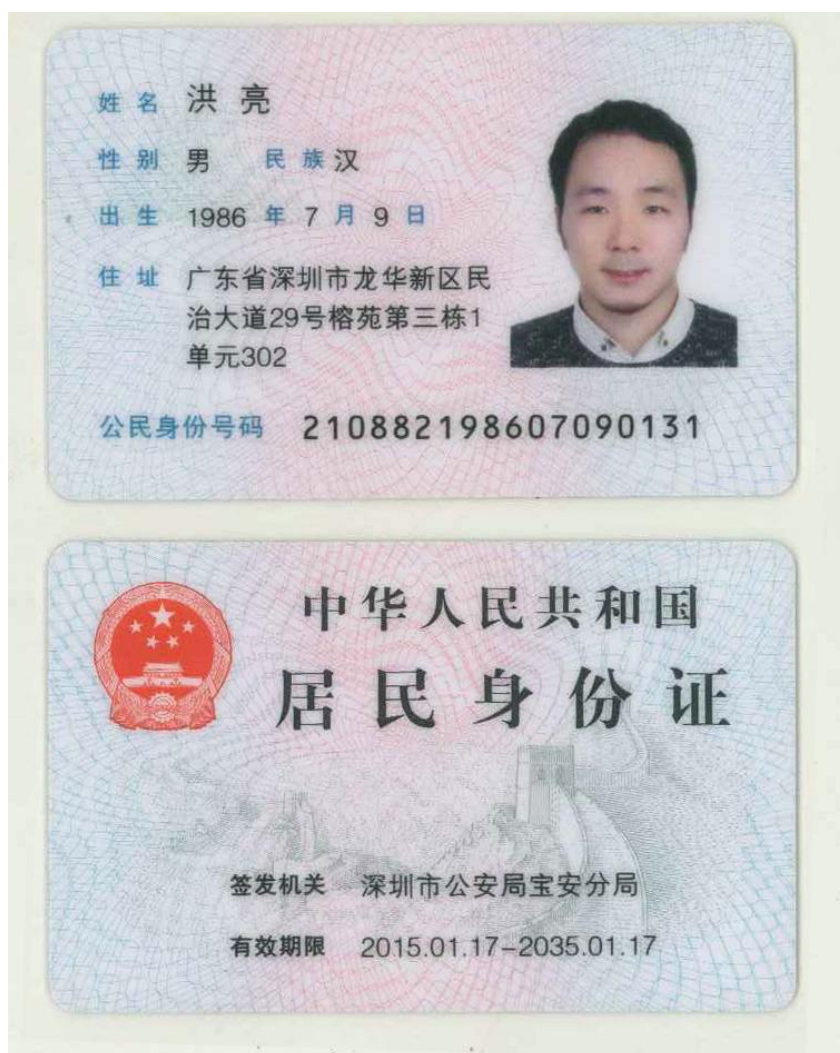 姓名 洪亮
性别 男 民族 汉
出生 1986 年 7 月 9 日
住址 广东省深圳市龙华新区民
治大道29号榕苑第三栋1
单元302
公民身份号码 210882198607090131
中华人民共和国
居民身份证
签发机关 深圳市公安局宝安分局
有效期限 2015.01.17-2035.01.17